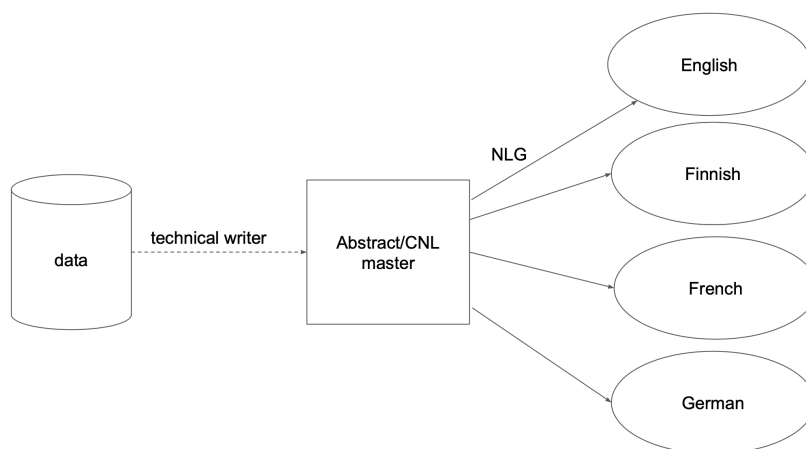 English
NLG
Finnish
technical writer
data
Abstract/CNL
master
French
German